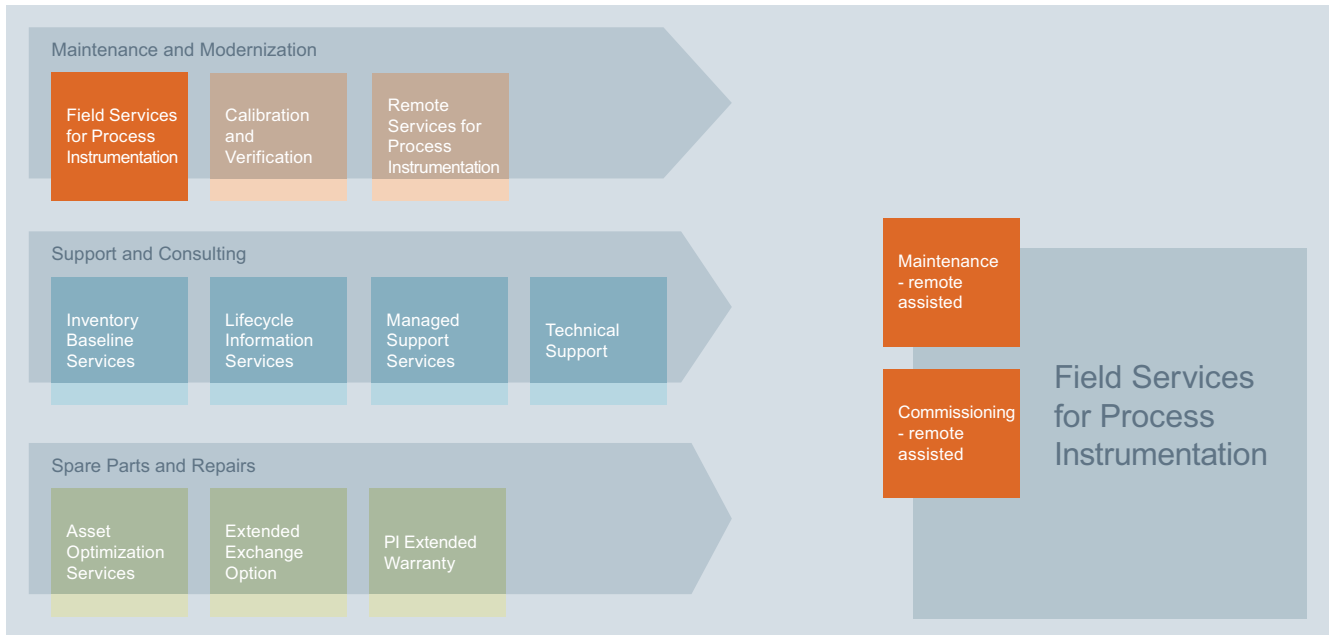 Maintenance and Modernization
Field Services
for Process
Instrumentation
Calibration
and
Verification
Remote
Services for
Process
Instrumentation
Support and Consulting
Inventory
Baseline
Services
Lifecycle
Information
Services
Managed
Support
Services
Technical
Support
Spare Parts and Repairs
Asset
Optimization
Services
Extended
Exchange
Option
PI Extended
Warranty
Maintenance
- remote
assisted
Commissioning
- remote
assisted
Field Services
for Process
Instrumentation